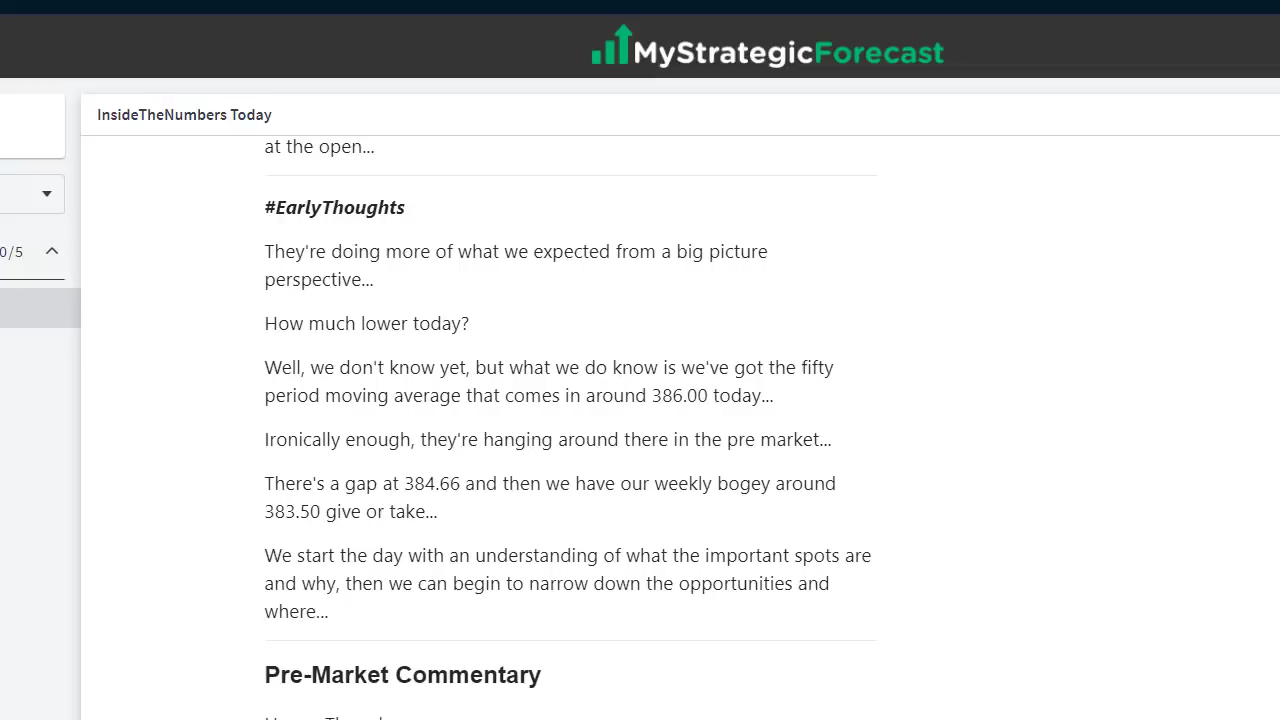 MyStrategicForecast
InsideTheNumbers Today
at the open...
#EarlyThoughts
They're doing more of what we expected from a big picture
perspective...
0/5
How much lower today?
Well, we don't know yet, but what we do know is we've got the fifty
period moving average that comes in around 386.00 today...
Ironically enough, they're hanging around there in the pre market...
There's a gap at 384.66 and then we have our weekly bogey around
383.50 give or take...
We start the day with an understanding of what the important spots are
and why, then we can begin to narrow down the opportunities and
where...
Pre-Market Commentary